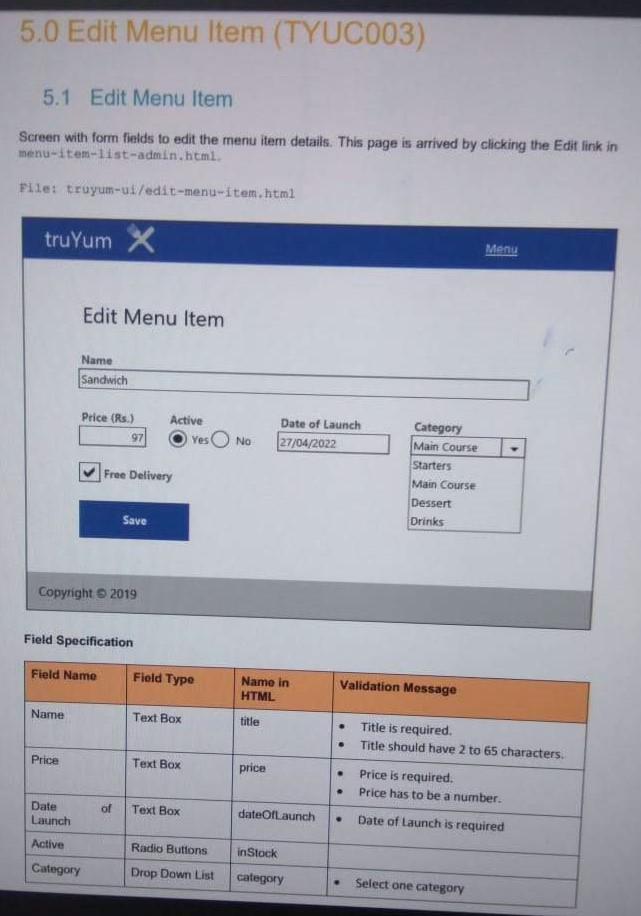 5.0 Edit Menu Item (TYUC003)
5.1 Edit Menu Item
Screen with form fields to edit the menu item details. This page is arrived by clicking the Edit link in
menu-item-list-admin.html.
File: truyum-ui/edit-menu-item.html
truYum Menu
Edit Menu Item
Name
Sandwich
Price (Rs.) Active Date of Launch Category
97 Yes No 27/04/2022 Main Course
Starters
Free Delivery Main Course
Dessert
Save Drinks
Copyright © 2019
Field Specification
Field Name Field Type Name in HTML Validation Message
Name Text Box title • Title is required.
• Title should have 2 to 65 characters.
Price Text Box price • Price is required.
• Price has to be a number.
Date of Launch Text Box dateOfLaunch • Date of Launch is required
Active Radio Buttons inStock
Category Drop Down List category • Select one category